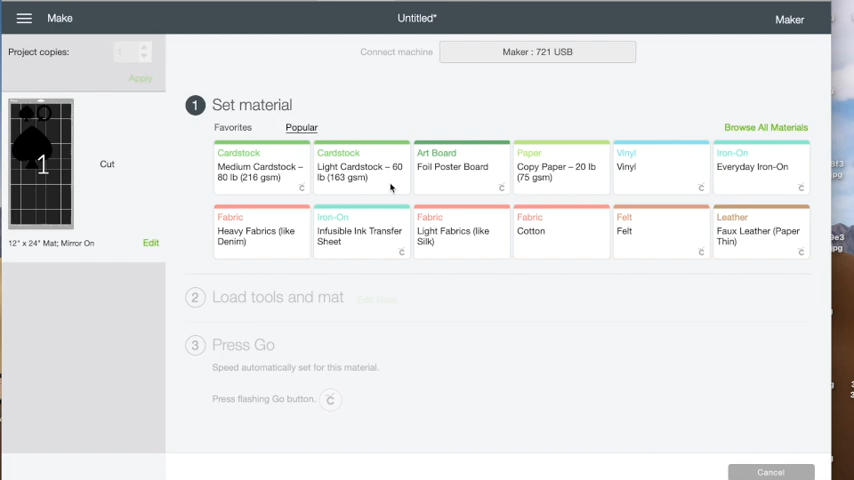 Make
Untitled*
Maker
Project copies:
1
Apply
Connect machine
Maker : 721 USB
1
Cut
12" x 24" Mat; Mirror On
Edit
1 Set material
Favorites
Popular
Browse All Materials
Cardstock
Medium Cardstock –
80 lb (216 gsm)
Cardstock
Light Cardstock – 60
lb (163 gsm)
Art Board
Foil Poster Board
Paper
Copy Paper – 20 lb
(75 gsm)
Vinyl
Vinyl
Iron-On
Everyday Iron-On
Fabric
Heavy Fabrics (like
Denim)
Iron-On
Infusible Ink Transfer
Sheet
Fabric
Light Fabrics (like
Silk)
Fabric
Cotton
Felt
Felt
Leather
Faux Leather (Paper
Thin)
2 Load tools and mat
3 Press Go
Speed automatically set for this material.
Press flashing Go button.
Cancel